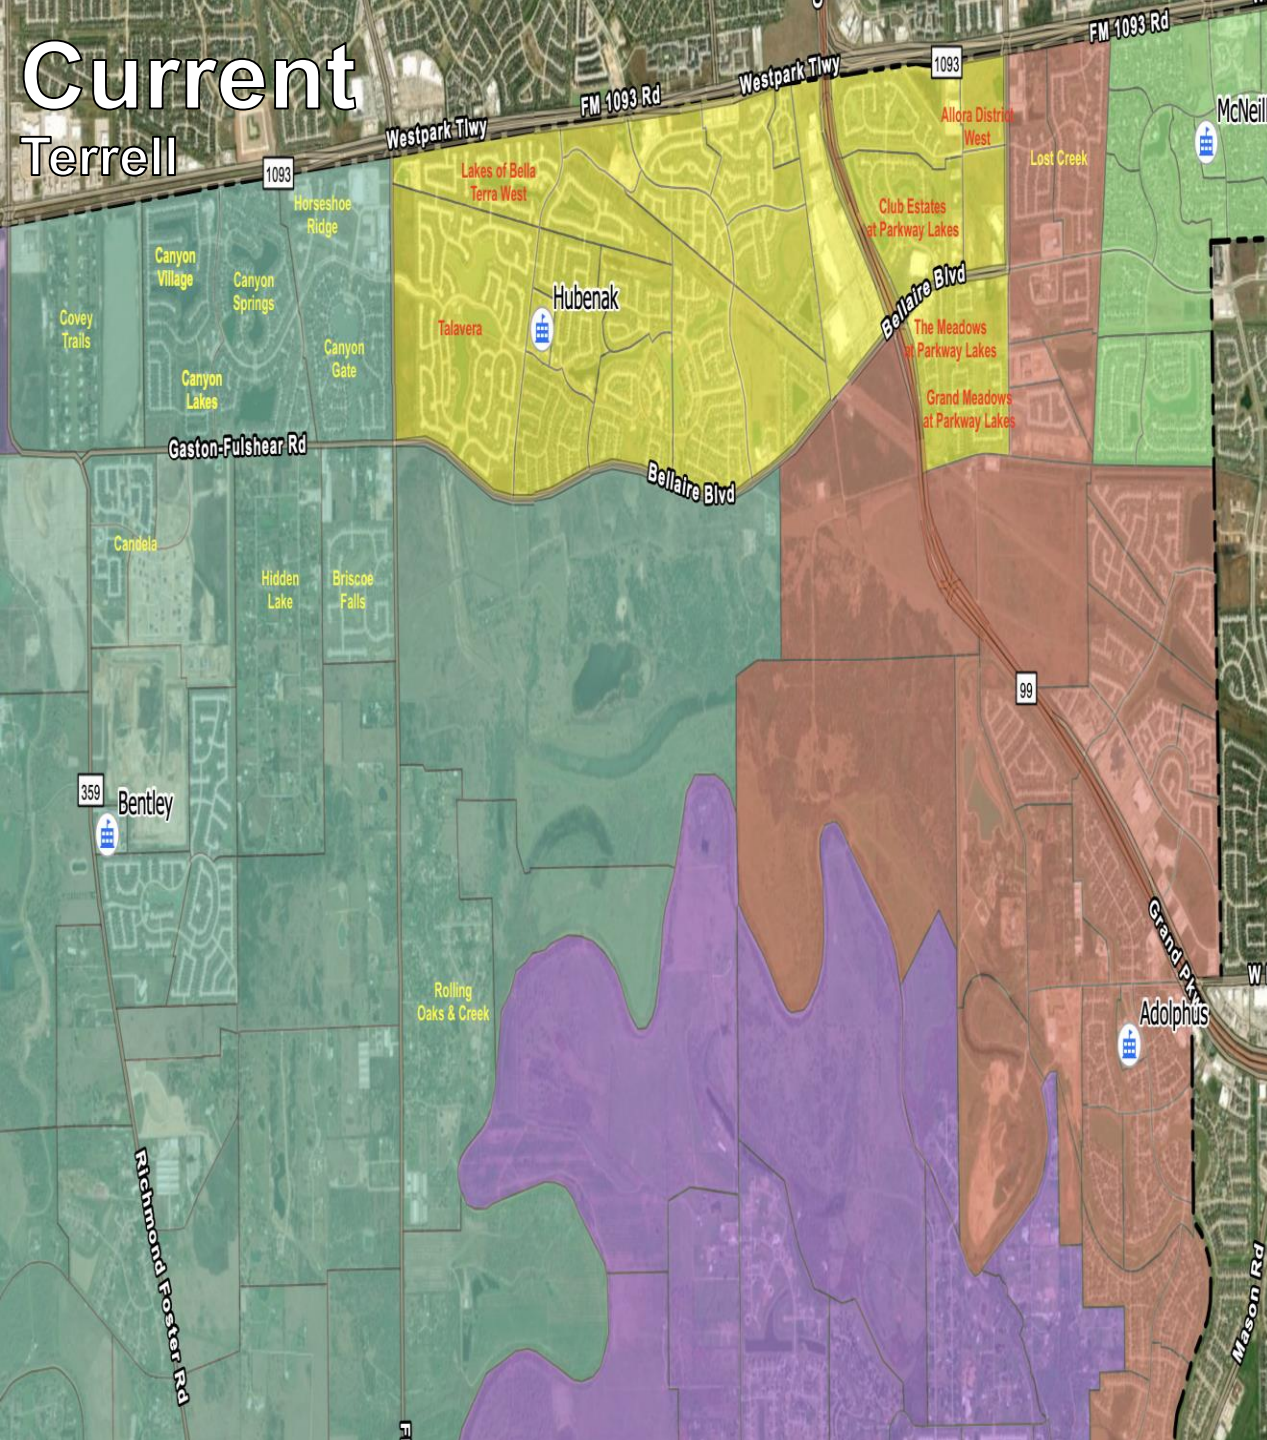 Current
Terrell
FM 1093 Rd
FM 1093 Rd
Westpark Tlwy
Westpark Tlwy
1093
1093
McNeill
Allora District
West
Lost Creek
Lakes of Bella
Terra West
Horseshoe
Ridge
Club Estates
at Parkway Lakes
Canyon
Village
Canyon
Springs
Hubenak
Bellaire Blvd
Covey
Trails
Talavera
The Meadows
at Parkway Lakes
Canyon
Gate
Canyon
Lakes
Grand Meadows
at Parkway Lakes
Gaston-Fulshear Rd
Bellaire Blvd
Candela
Hidden
Lake
Briscoe
Falls
99
359
Bentley
Grand Pkwy
W
Rolling
Oaks & Creek
Adolphus
Richmond Foster Rd
Mason Rd
F